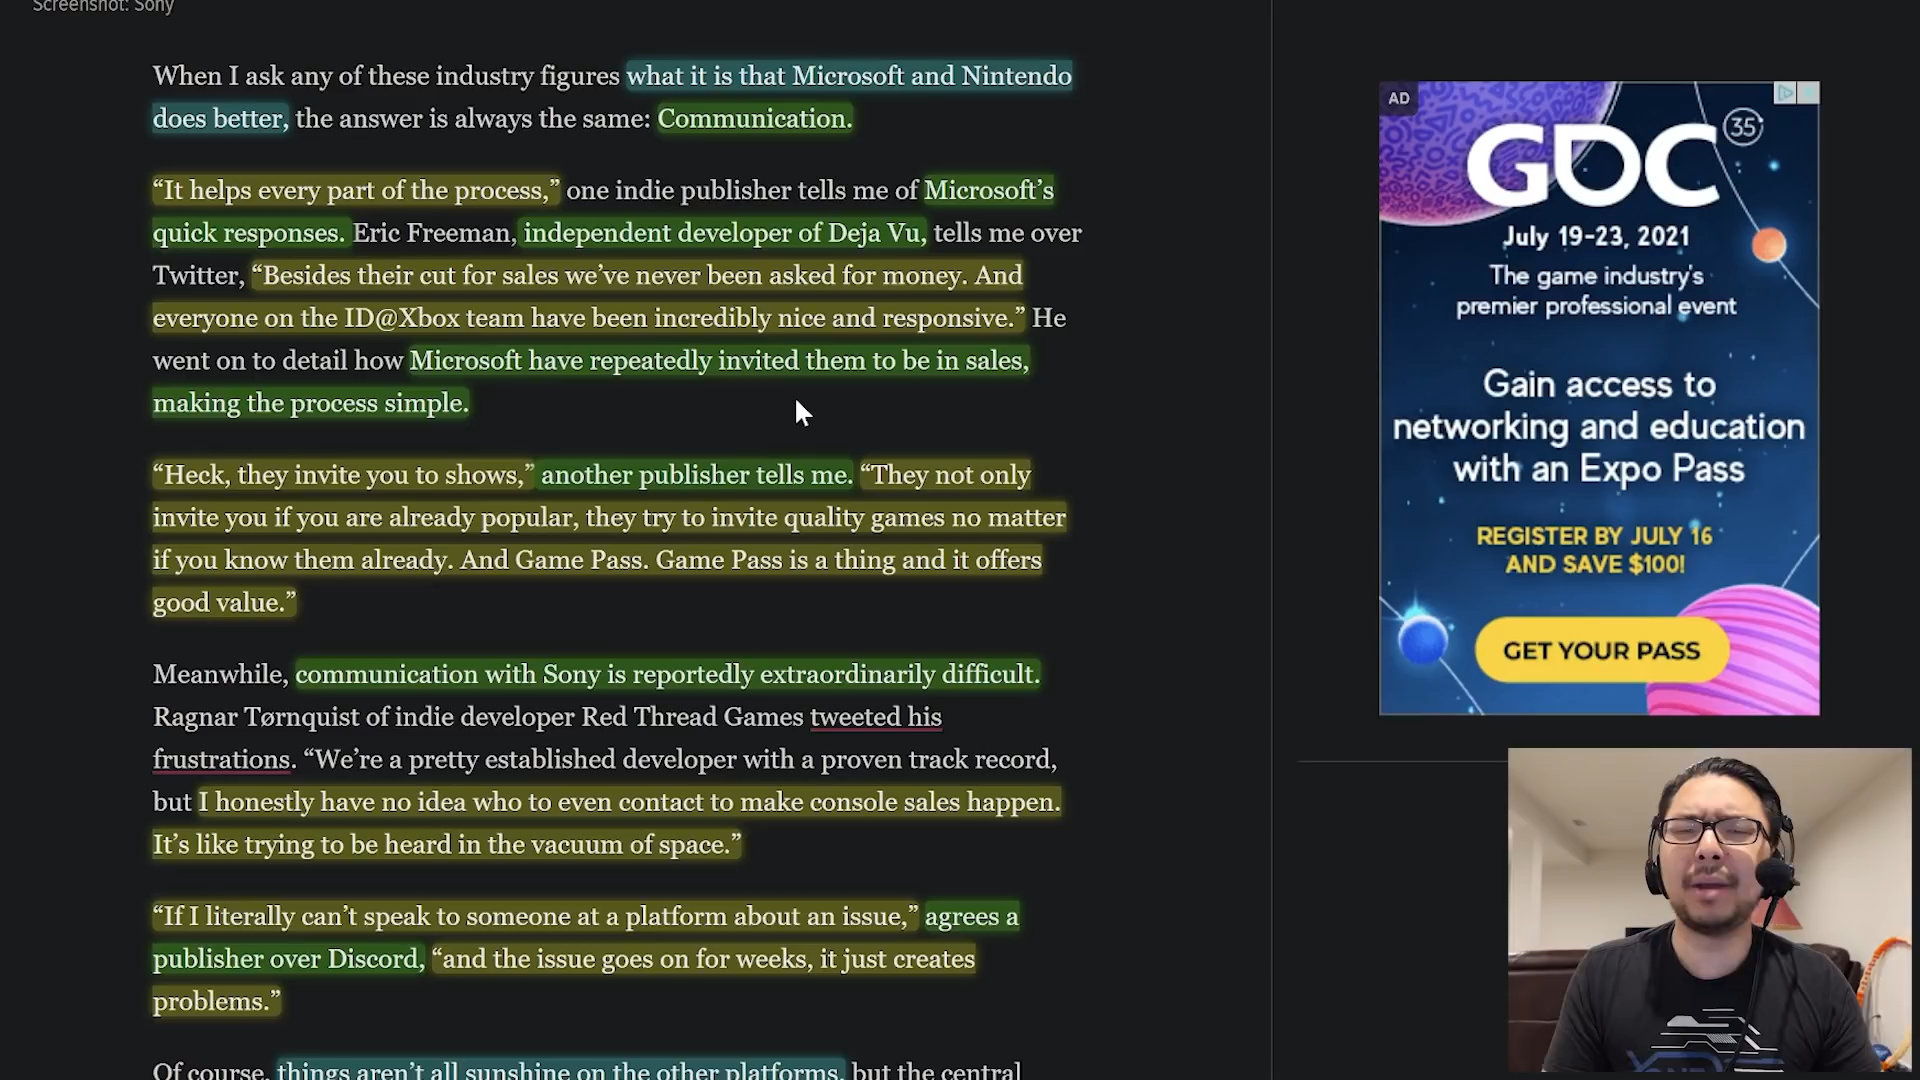 Screenshot: Sony
When I ask any of these industry figures what it is that Microsoft and Nintendo
does better, the answer is always the same: Communication.
“It helps every part of the process,” one indie publisher tells me of Microsoft’s
quick responses. Eric Freeman, independent developer of Deja Vu, tells me over
Twitter, “Besides their cut for sales we’ve never been asked for money. And
everyone on the ID@Xbox team have been incredibly nice and responsive.” He
went on to detail how Microsoft have repeatedly invited them to be in sales,
making the process simple.
“Heck, they invite you to shows,” another publisher tells me. “They not only
invite you if you are already popular, they try to invite quality games no matter
if you know them already. And Game Pass. Game Pass is a thing and it offers
good value.”
Meanwhile, communication with Sony is reportedly extraordinarily difficult.
Ragnar Tørnquist of indie developer Red Thread Games tweeted his
frustrations. “We’re a pretty established developer with a proven track record,
but I honestly have no idea who to even contact to make console sales happen.
It’s like trying to be heard in the vacuum of space.”
“If I literally can’t speak to someone at a platform about an issue,” agrees a
publisher over Discord, “and the issue goes on for weeks, it just creates
problems.”
Of course, things aren’t all sunshine on the other platforms, but the central
AD
GDC 35
July 19-23, 2021
The game industry's
premier professional event
Gain access to
networking and education
with an Expo Pass
REGISTER BY JULY 16
AND SAVE $100!
GET YOUR PASS